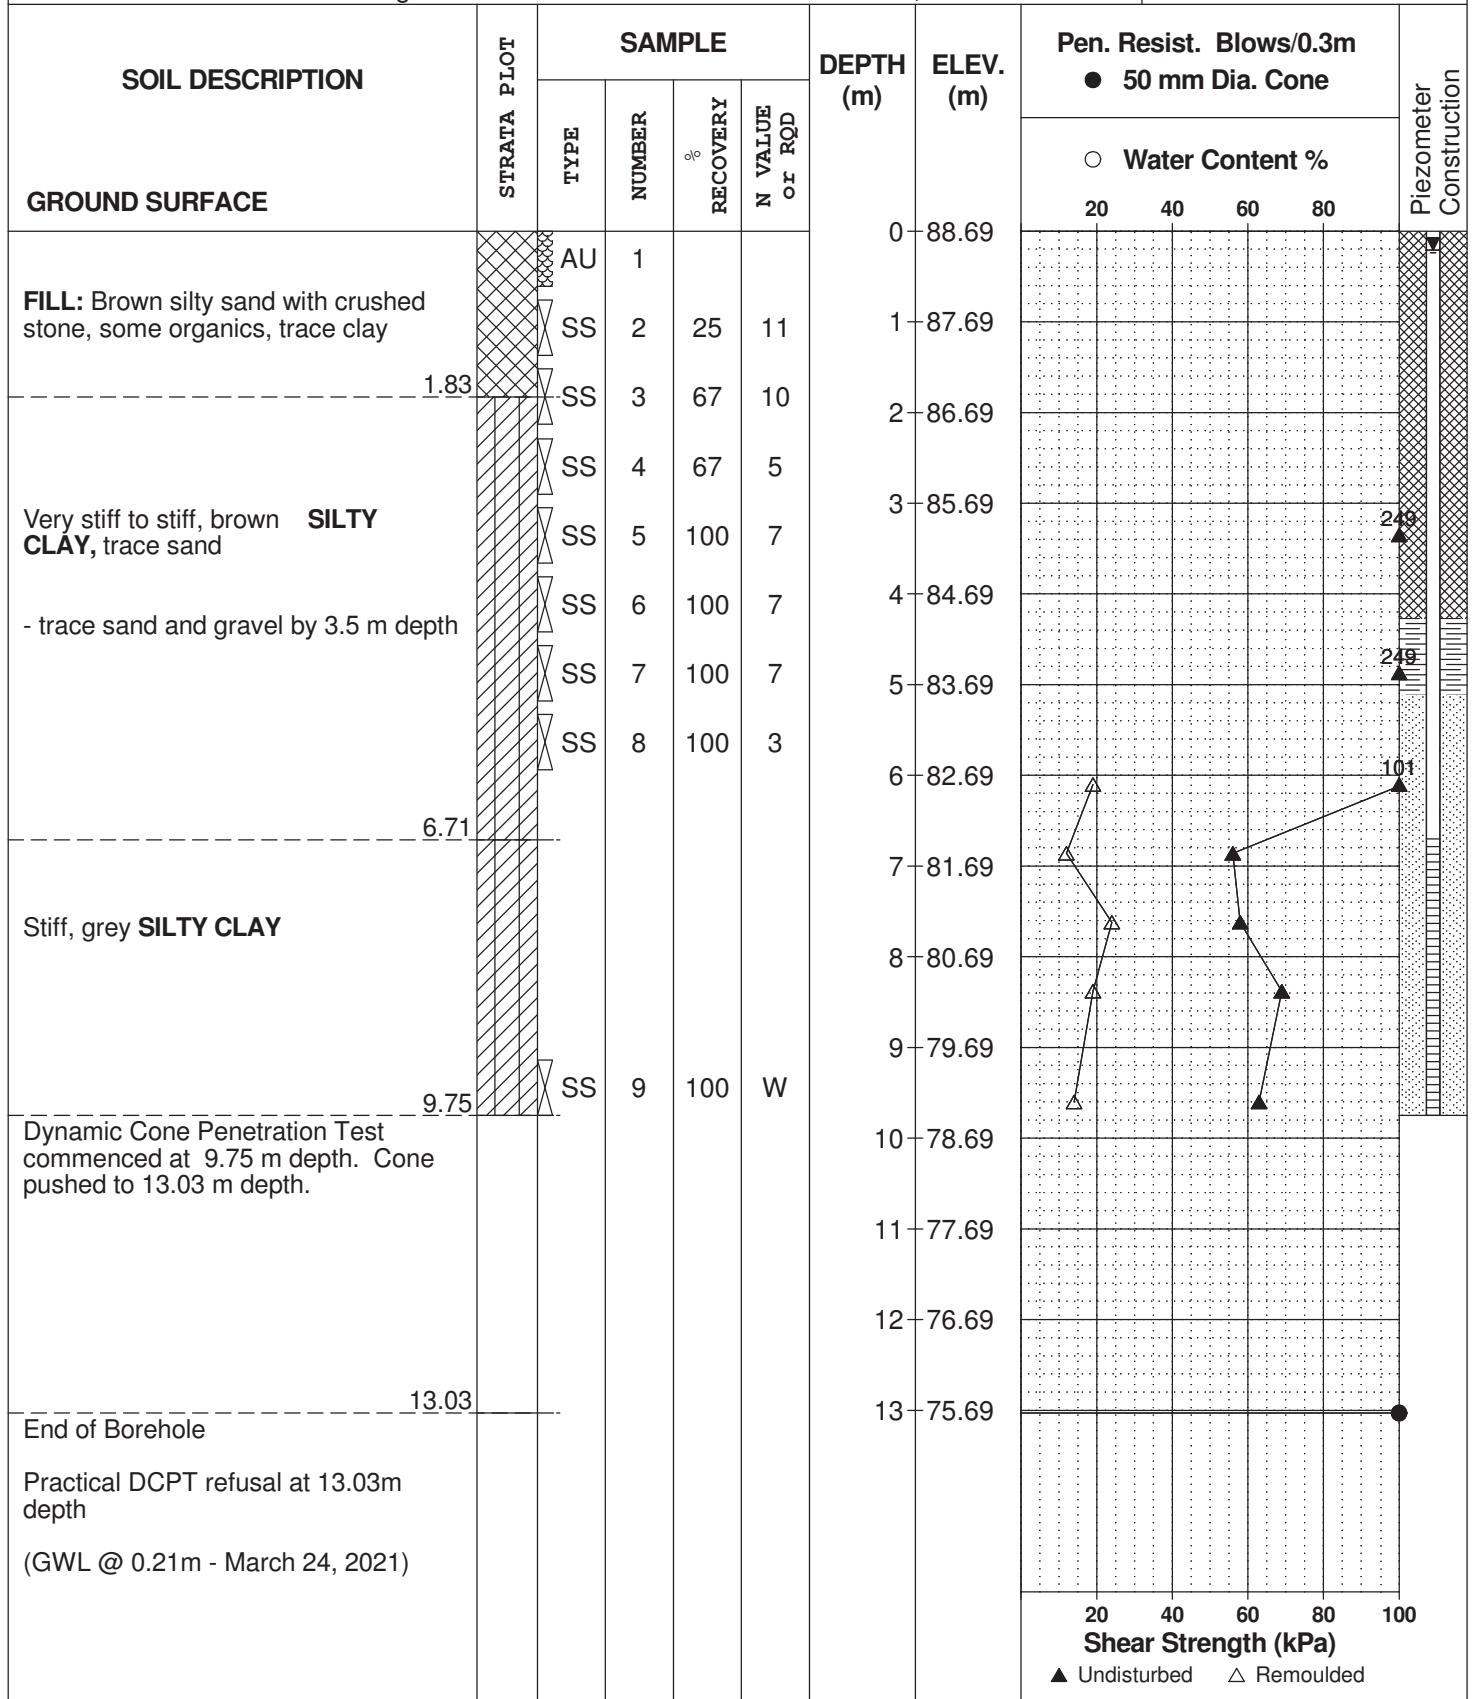 SOIL DESCRIPTION
GROUND SURFACE
STRATA PLOT
SAMPLE
TYPE
NUMBER
% RECOVERY
N VALUE or RQD
DEPTH (m)
ELEV. (m)
Pen. Resist. Blows/0.3m
● 50 mm Dia. Cone
○ Water Content %
20 40 60 80
Piezometer Construction
0 88.69
AU 1
FILL: Brown silty sand with crushed
stone, some organics, trace clay
SS 2 25 11
1 87.69
1.83
SS 3 67 10
2 86.69
SS 4 67 5
3 85.69
Very stiff to stiff, brown SILTY
CLAY, trace sand
SS 5 100 7
249
4 84.69
SS 6 100 7
- trace sand and gravel by 3.5 m depth
SS 7 100 7
249
5 83.69
SS 8 100 3
6 82.69
101
6.71
7 81.69
Stiff, grey SILTY CLAY
8 80.69
9 79.69
SS 9 100 W
9.75
Dynamic Cone Penetration Test
commenced at 9.75 m depth. Cone
pushed to 13.03 m depth.
10 78.69
11 77.69
12 76.69
13.03
13 75.69
End of Borehole
Practical DCPT refusal at 13.03m
depth
(GWL @ 0.21m - March 24, 2021)
20 40 60 80 100
Shear Strength (kPa)
▲ Undisturbed △ Remoulded